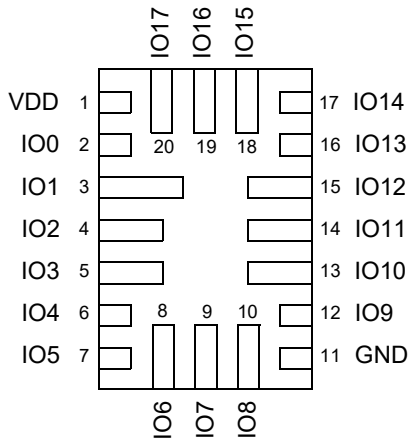 IO17 IO16 IO15
VDD 1 17 IO14
IO0 2 20 19 18 16 IO13
IO1 3 15 IO12
IO2 4 14 IO11
IO3 5 13 IO10
IO4 6 8 9 10 12 IO9
IO5 7 11 GND
IO6 IO7 IO8